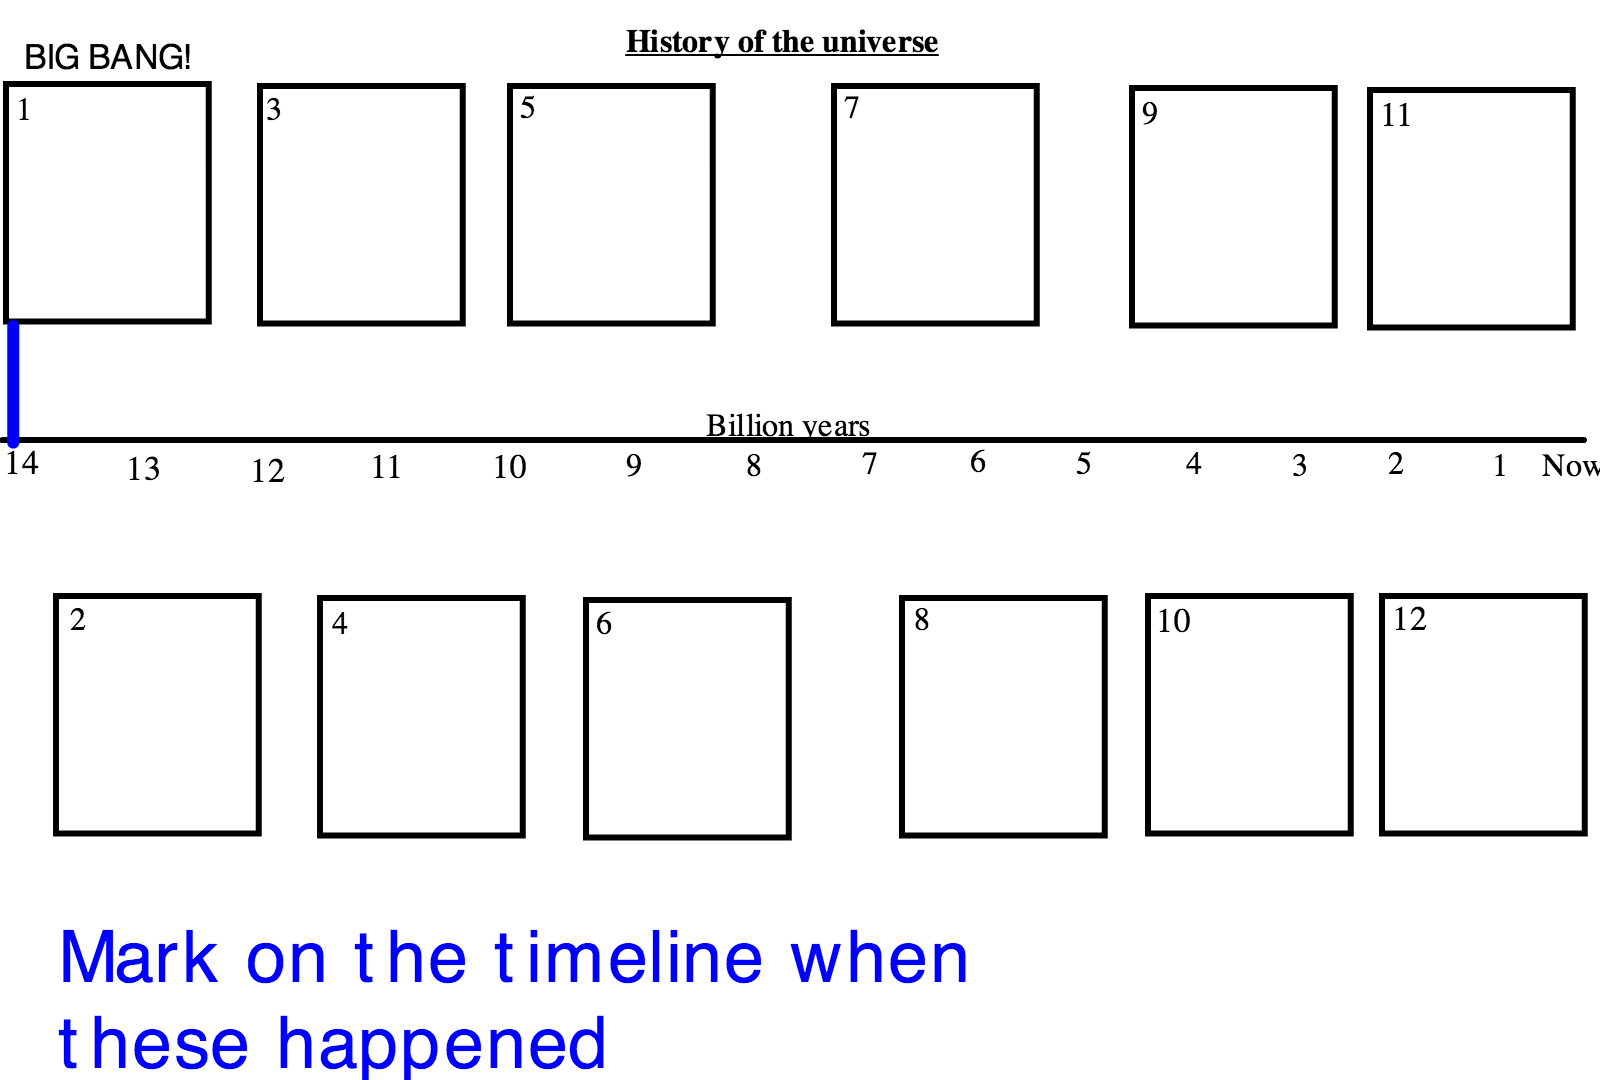 History of the universe
BIG BANG!
1 3 5 7 9 11
Billion years
14 13 12 11 10 9 8 7 6 5 4 3 2 1 Now
2 4 6 8 10 12
Mark on the timeline when
these happened